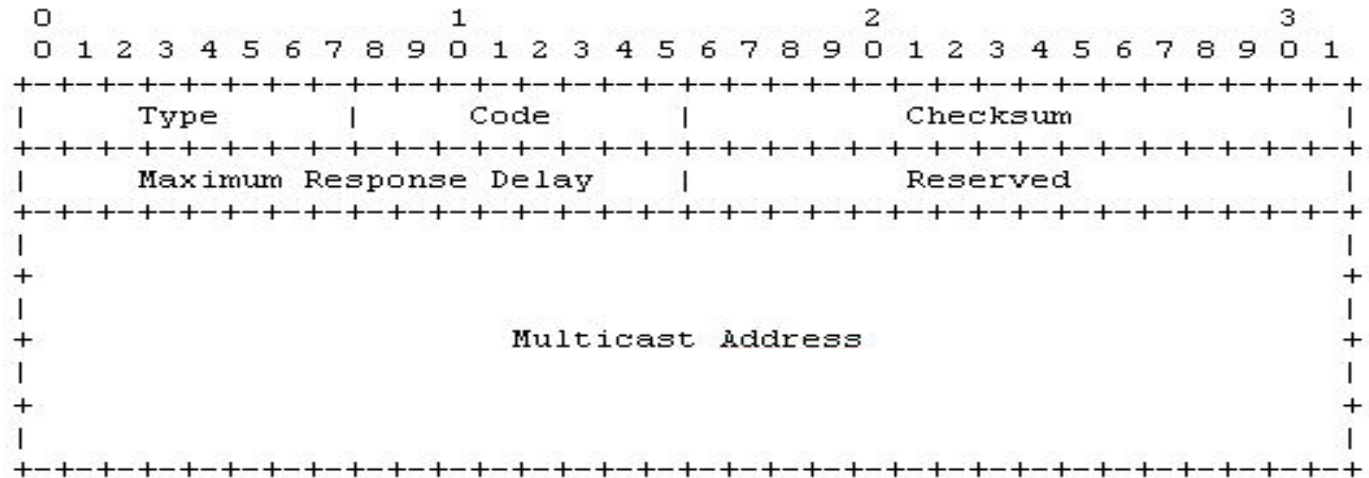 0 1 2 3
0 1 2 3 4 5 6 7 8 9 0 1 2 3 4 5 6 7 8 9 0 1 2 3 4 5 6 7 8 9 0 1
+-+-+-+-+-+-+-+-+-+-+-+-+-+-+-+-+-+-+-+-+-+-+-+-+-+-+-+-+-+-+-+-+
| Type | Code | Checksum |
+-+-+-+-+-+-+-+-+-+-+-+-+-+-+-+-+-+-+-+-+-+-+-+-+-+-+-+-+-+-+-+-+
| Maximum Response Delay | Reserved |
+-+-+-+-+-+-+-+-+-+-+-+-+-+-+-+-+-+-+-+-+-+-+-+-+-+-+-+-+-+-+-+-+
| |
+ +
| |
+ Multicast Address +
| |
+ +
| |
+-+-+-+-+-+-+-+-+-+-+-+-+-+-+-+-+-+-+-+-+-+-+-+-+-+-+-+-+-+-+-+-+